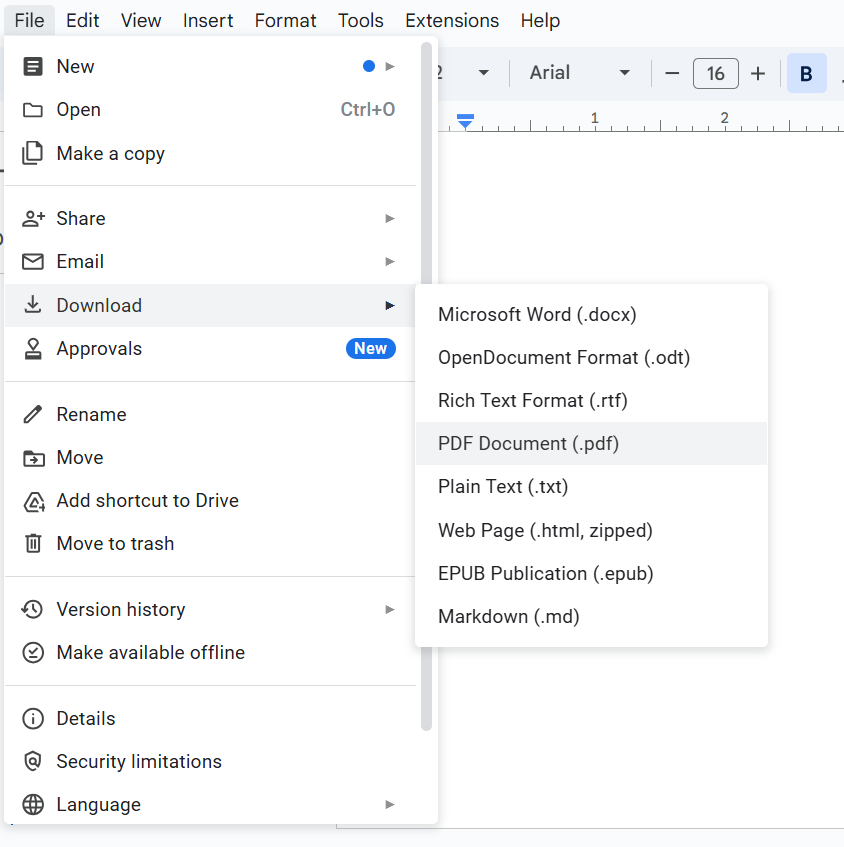 File Edit View Insert Format Tools Extensions Help
New
Open Ctrl+O
Make a copy
Share
Email
Download
Approvals New
Rename
Move
Add shortcut to Drive
Move to trash
Version history
Make available offline
Details
Security limitations
Language
Microsoft Word (.docx)
OpenDocument Format (.odt)
Rich Text Format (.rtf)
PDF Document (.pdf)
Plain Text (.txt)
Web Page (.html, zipped)
EPUB Publication (.epub)
Markdown (.md)
2 Arial 16 B
1 2